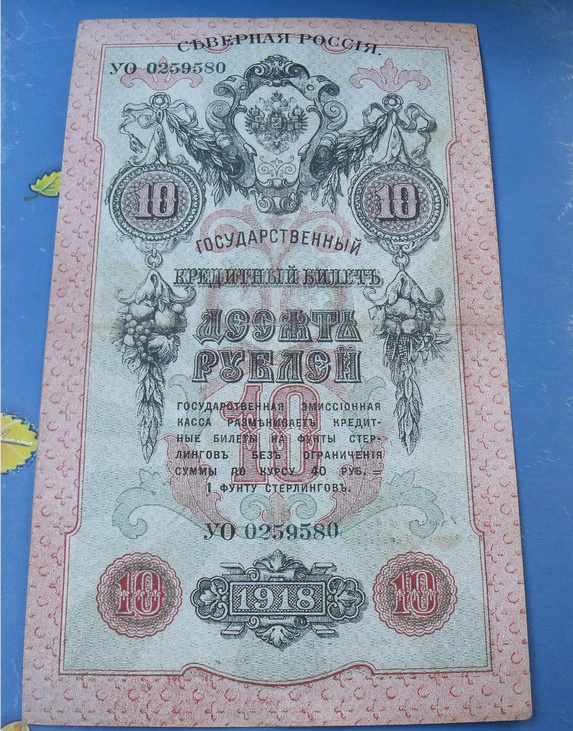 СѢВЕРНАЯ РОССІЯ.
УО 0259580
10 10
ГОСУДАРСТВЕННЫЙ
КРЕДИТНЫЙ БИЛЕТЪ
ДЕСЯТЬ
РУБЛЕЙ
10
ГОСУДАРСТВЕННАЯ ЭМИССІОННАЯ
КАССА РАЗМѢНИВАЕТЪ КРЕДИТ-
НЫЕ БИЛЕТЫ НА ФУНТЫ СТЕР-
ЛИНГОВЪ БЕЗЪ ОГРАНИЧЕНІЯ
СУММЫ ПО КУРСУ 40 РУБ. =
1 ФУНТУ СТЕРЛИНГОВЪ.
УО 0259580
10 1918 10